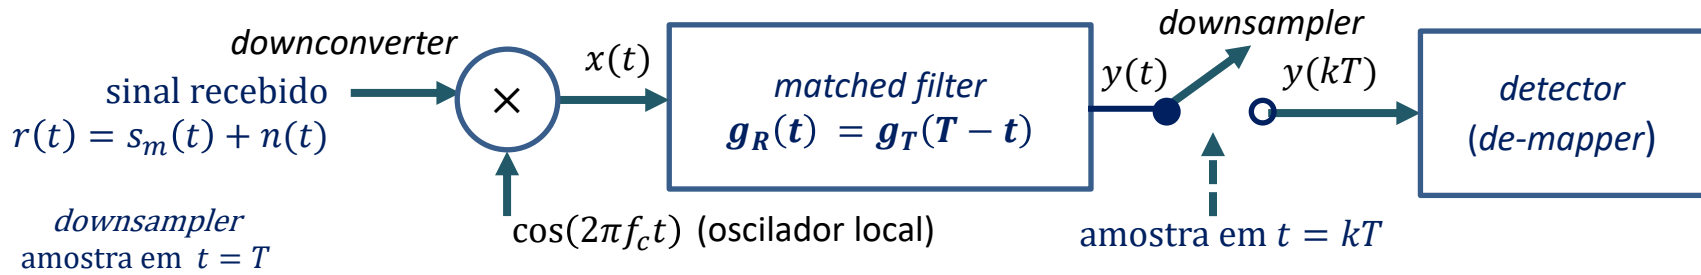 downconverter
sinal recebido
r(t) = s_m(t) + n(t)
×
x(t)
cos(2πf_c t) (oscilador local)
matched filter
g_R(t) = g_T(T − t)
y(t)
downsampler
y(kT)
amostra em t = kT
detector
(de-mapper)
downsampler
amostra em t = T